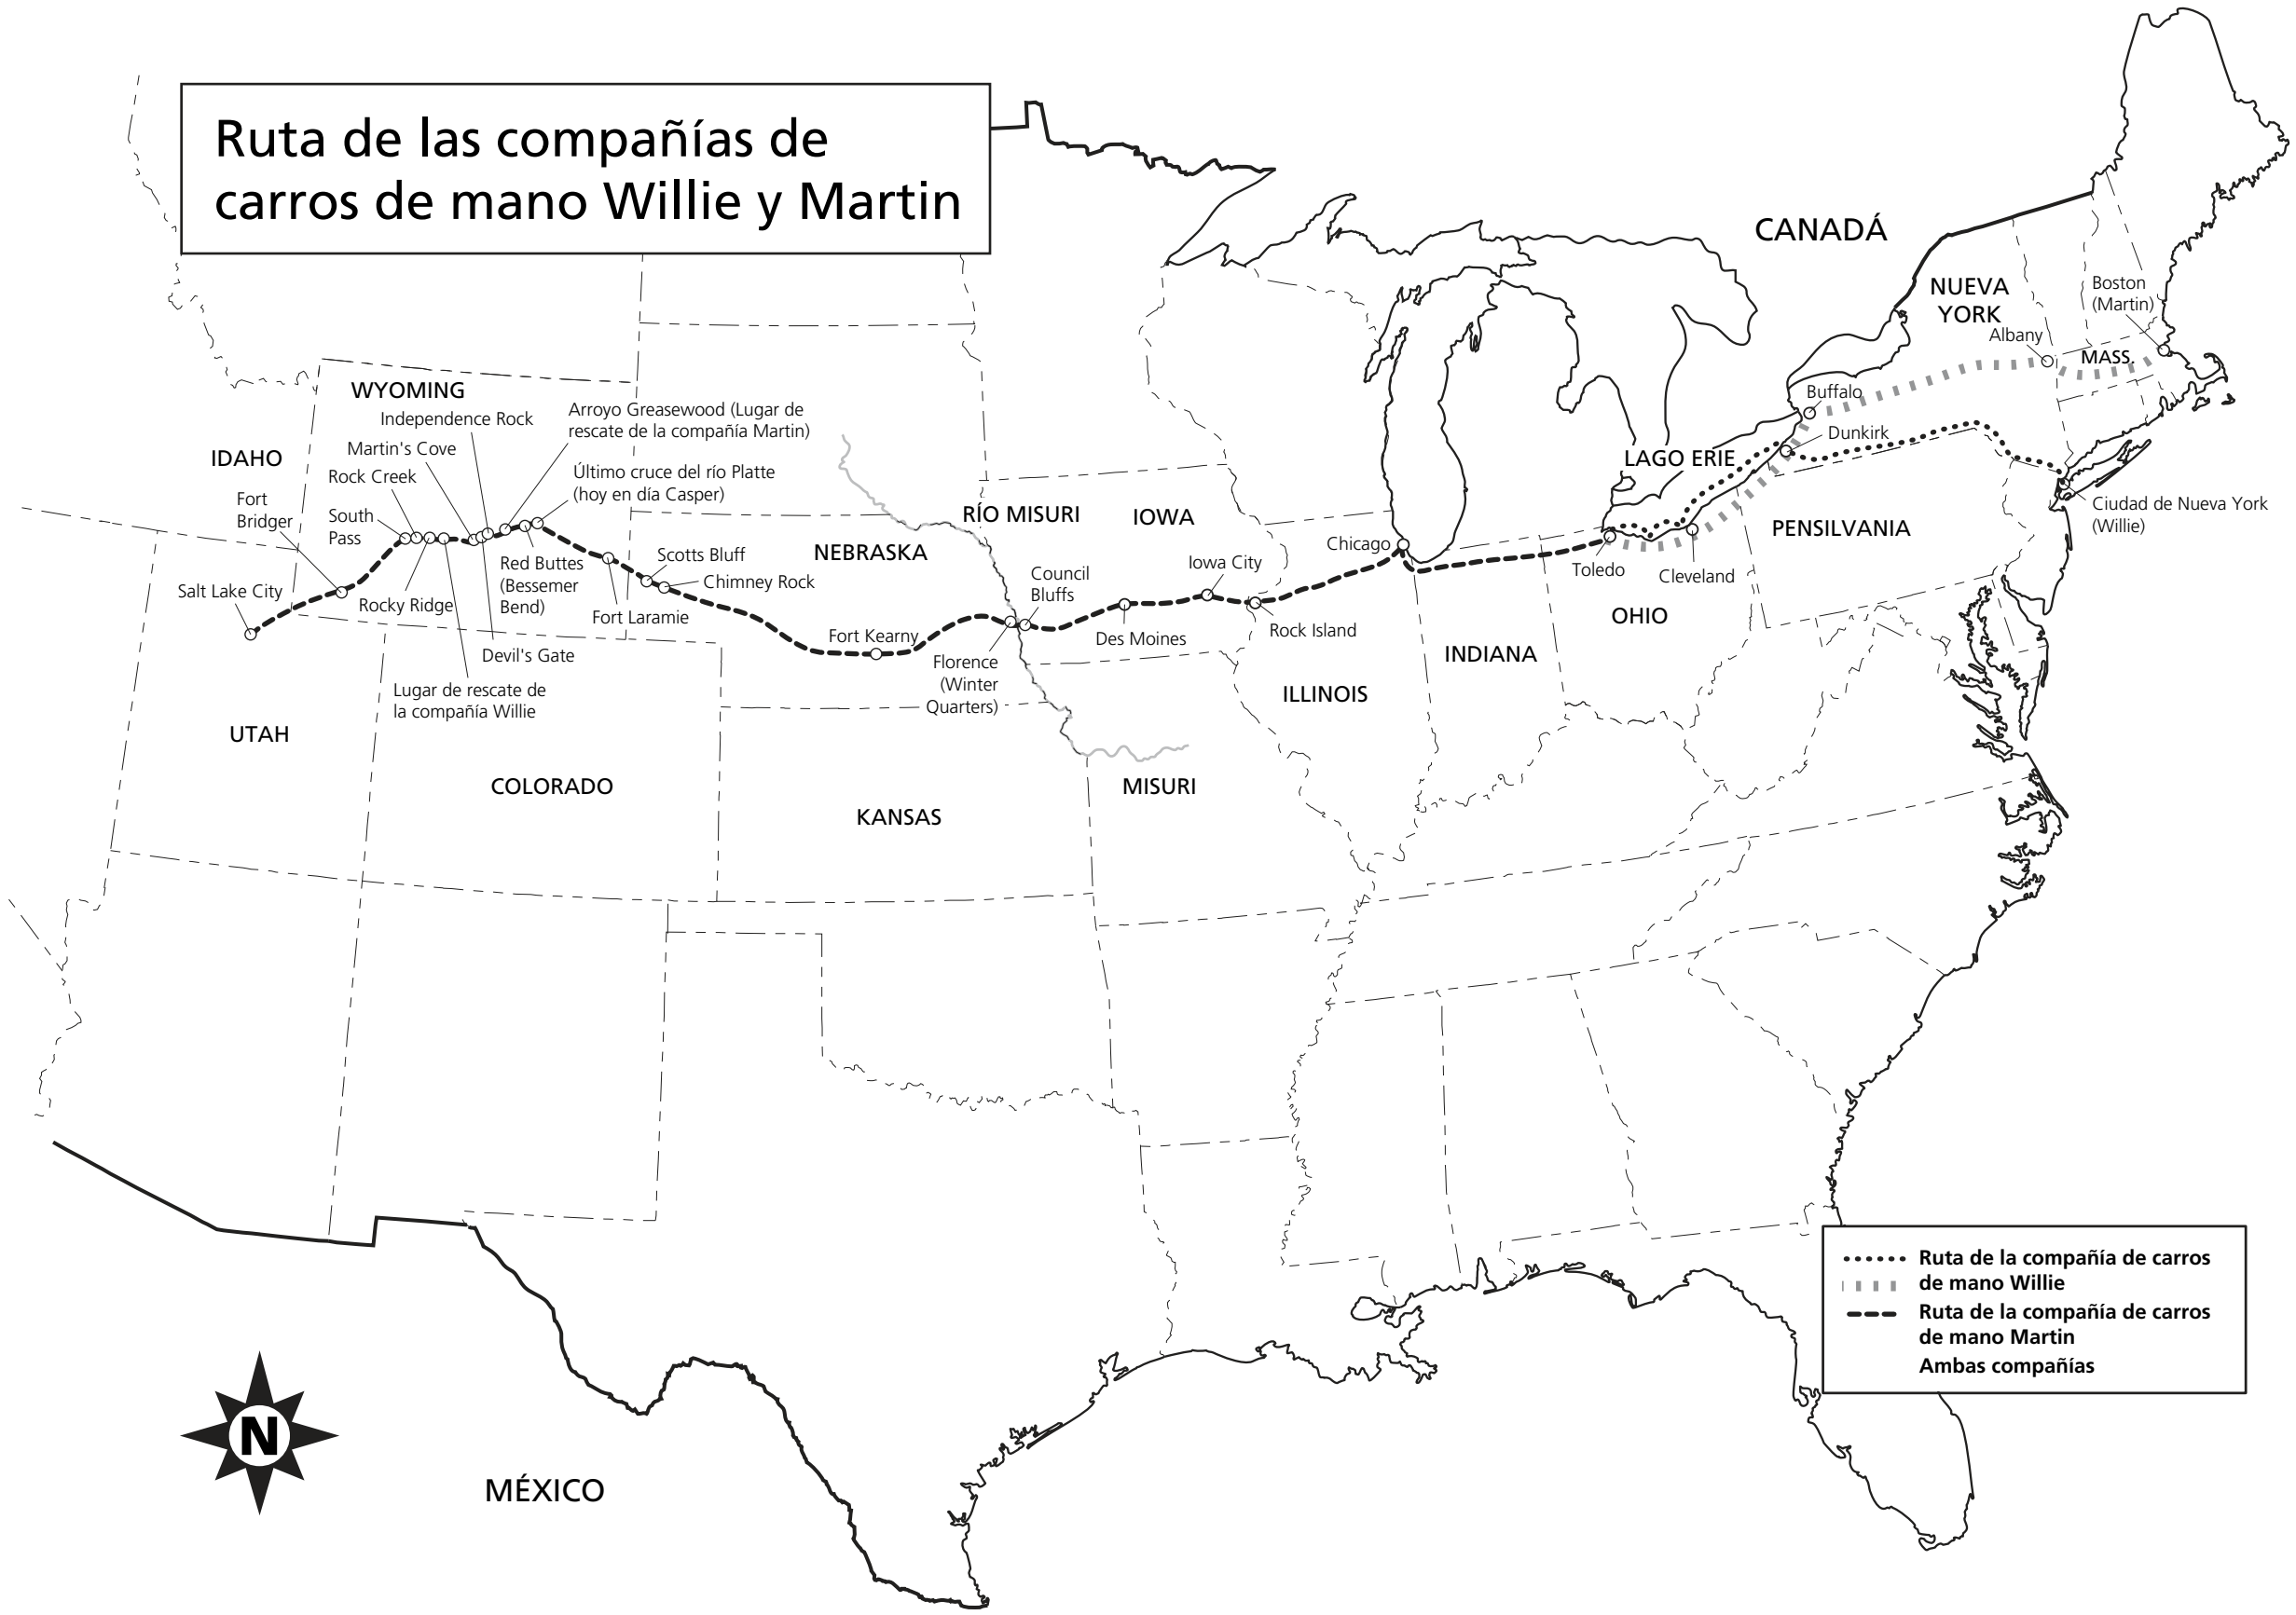 Ruta de las compañías de
carros de mano Willie y Martin
CANADÁ
NUEVA
YORK
Boston
(Martin)
Albany
MASS.
WYOMING
Independence Rock
Arroyo Greasewood (Lugar de
rescate de la compañía Martin)
Buffalo
Dunkirk
Martin's Cove
IDAHO
LAGO ERIE
Rock Creek
Último cruce del río Platte
(hoy en día Casper)
Fort
Bridger
South
Pass
RÍO MISURI
IOWA
Ciudad de Nueva York
(Willie)
PENSILVANIA
NEBRASKA
Chicago
Scotts Bluff
Red Buttes
(Bessemer
Bend)
Chimney Rock
Council
Bluffs
Iowa City
Toledo
Cleveland
Salt Lake City
Rocky Ridge
Fort Laramie
OHIO
Fort Kearny
Des Moines
Rock Island
Devil's Gate
Florence
(Winter
Quarters)
INDIANA
Lugar de rescate de
la compañía Willie
ILLINOIS
UTAH
COLORADO
MISURI
KANSAS
Ruta de la compañía de carros
de mano Willie
Ruta de la compañía de carros
de mano Martin
Ambas compañías
N
MÉXICO